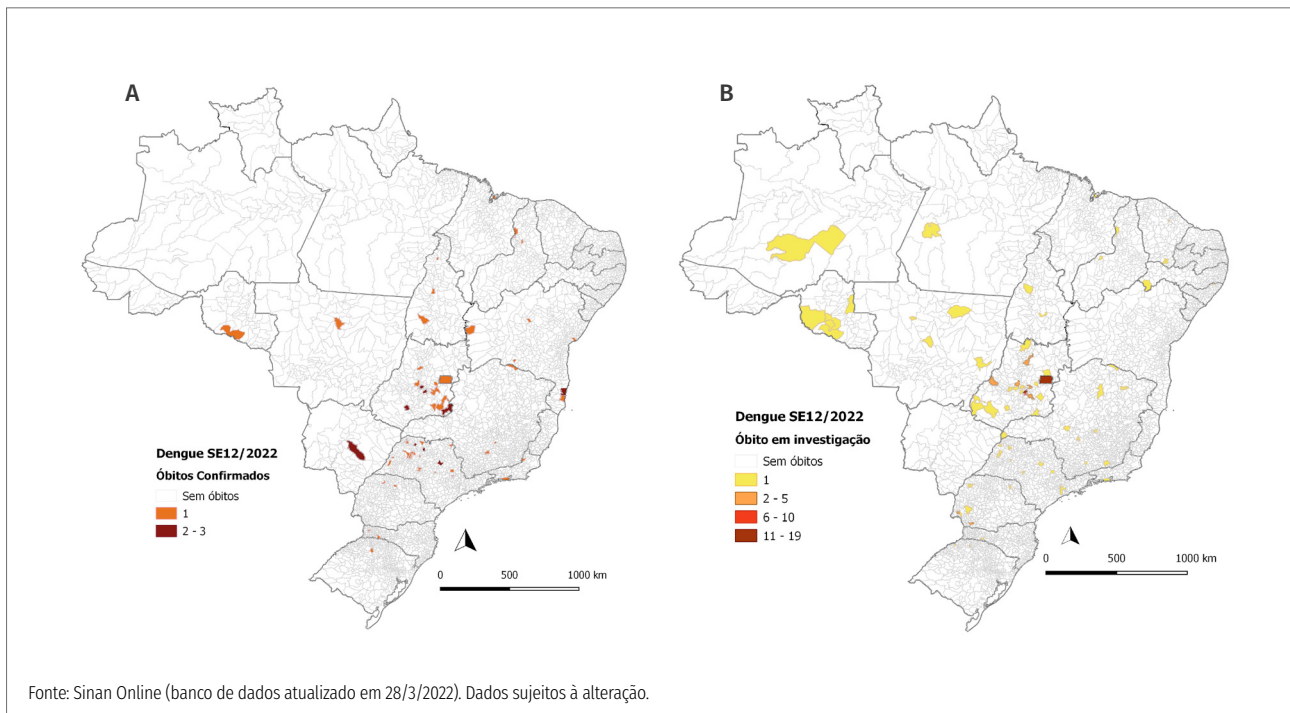 A
Dengue SE12/2022
Óbitos Confirmados
Sem óbitos
1
2 - 3
0 500 1000 km
B
Dengue SE12/2022
Óbito em investigação
Sem óbitos
1
2 - 5
6 - 10
11 - 19
0 500 1000 km
Fonte: Sinan Online (banco de dados atualizado em 28/3/2022). Dados sujeitos à alteração.